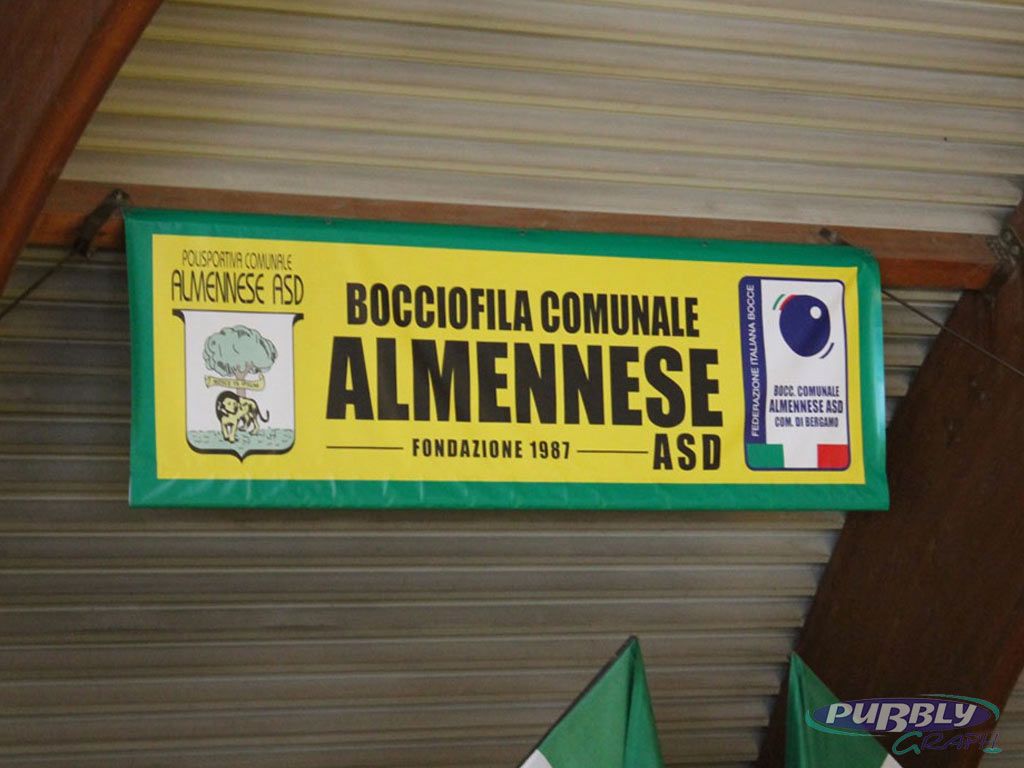 POLISPORTIVA COMUNALE
ALMENNESE ASD
BOCCIOFILA COMUNALE
ALMENNESE
ASD
FONDAZIONE 1987
FEDERAZIONE ITALIANA BOCCE
BOCC. COMUNALE
ALMENNESE ASD
COM. DI BERGAMO
PUBBLY
GRAPH